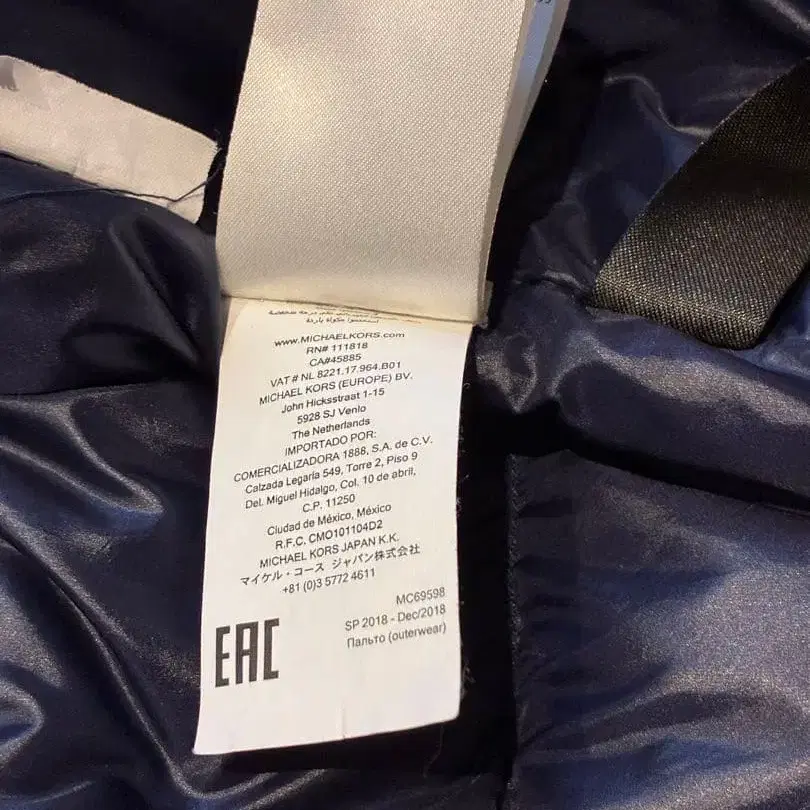 www.MICHAELKORS.com
RN# 111818
CA#45885
VAT # NL 8221.17.964.B01
MICHAEL KORS (EUROPE) BV.
John Hicksstraat 1-15
5928 SJ Venlo
The Netherlands
IMPORTADO POR:
COMERCIALIZADORA 1888, S.A. de C.V.
Calzada Legaría 549, Torre 2, Piso 9
Del. Miguel Hidalgo, Col. 10 de abril,
C.P. 11250
Ciudad de México, México
R.F.C. CMO101104D2
MICHAEL KORS JAPAN K.K.
マイケル・コース ジャパン株式会社
+81 (0)3 5772 4611
MC69598
SP 2018 - Dec/2018
Пальто (outerwear)
EAC